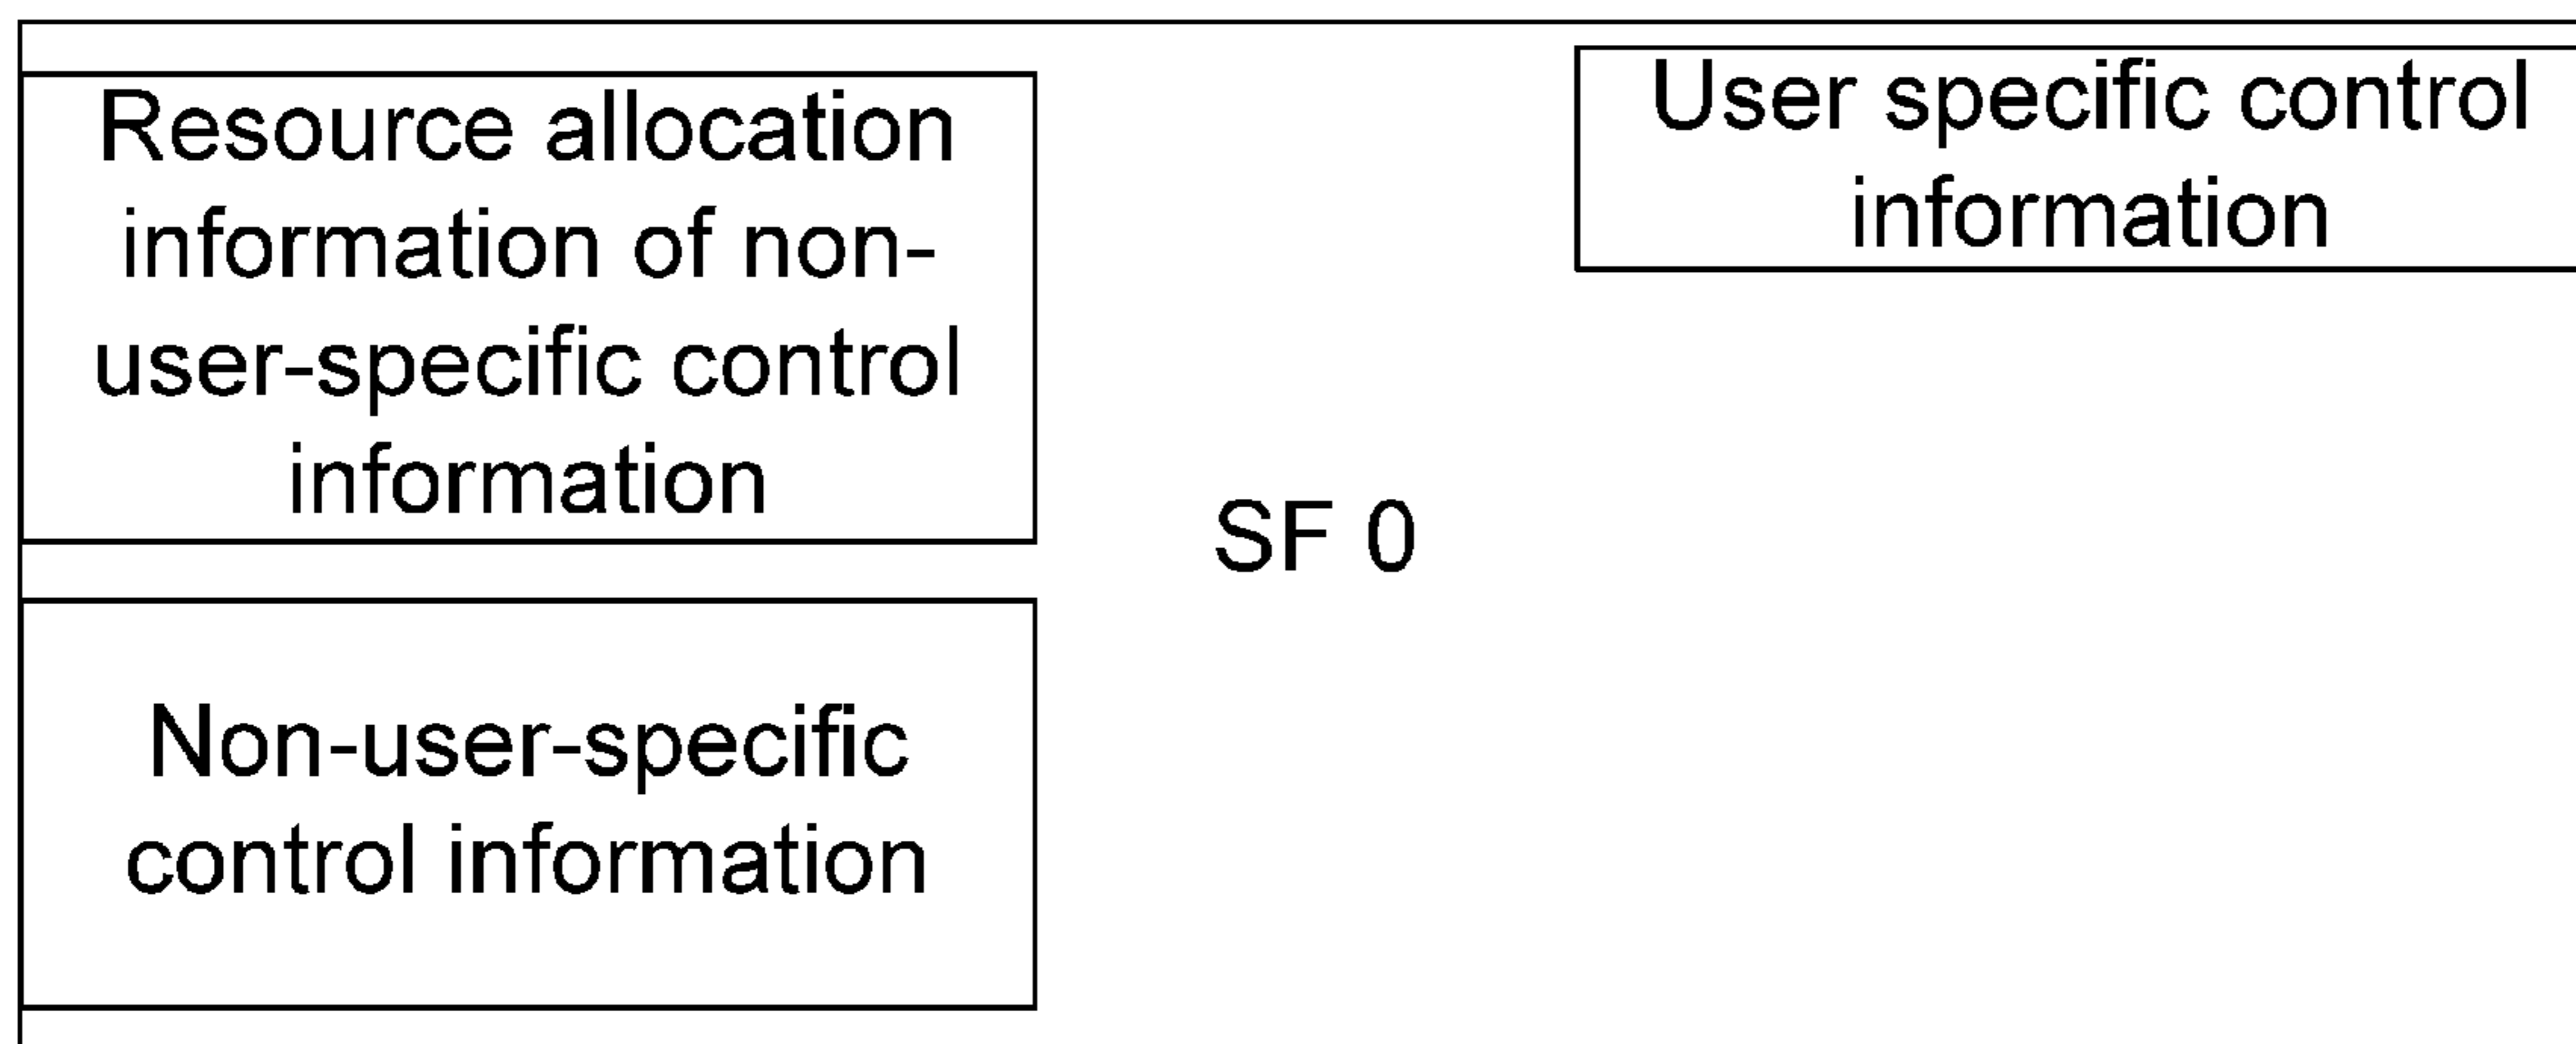 Resource allocation
information of non-
user-specific control
information
User specific control
information
SF 0
Non-user-specific
control information